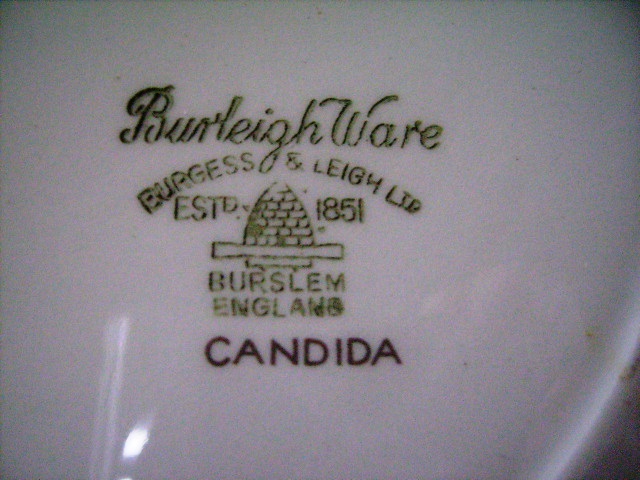 Burleigh Ware
BURGESS & LEIGH LTD
ESTD. 1851
BURSLEM
ENGLAND
CANDIDA